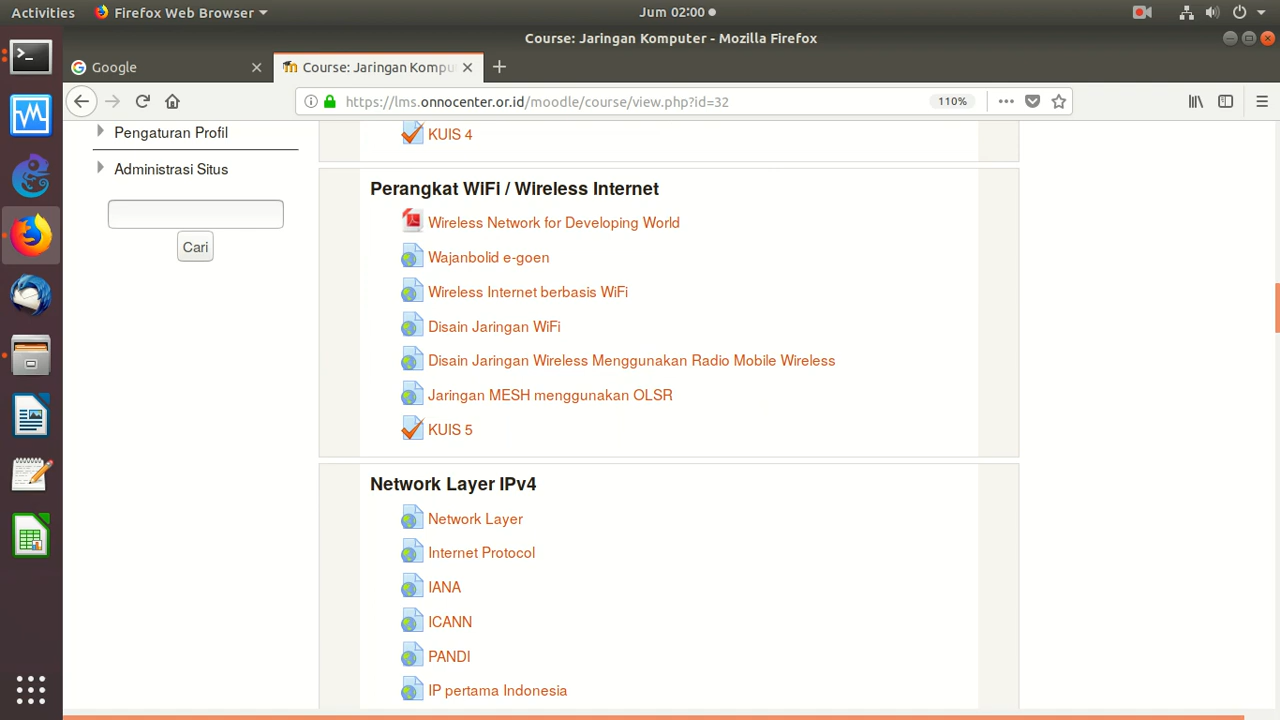 Activities
Firefox Web Browser
Jum 02:00
Course: Jaringan Komputer - Mozilla Firefox
Google
Course: Jaringan Kompu
https://lms.onnocenter.or.id/moodle/course/view.php?id=32
110%
Pengaturan Profil
Administrasi Situs
Cari
KUIS 4
Perangkat WiFi / Wireless Internet
Wireless Network for Developing World
Wajanbolid e-goen
Wireless Internet berbasis WiFi
Disain Jaringan WiFi
Disain Jaringan Wireless Menggunakan Radio Mobile Wireless
Jaringan MESH menggunakan OLSR
KUIS 5
Network Layer IPv4
Network Layer
Internet Protocol
IANA
ICANN
PANDI
IP pertama Indonesia